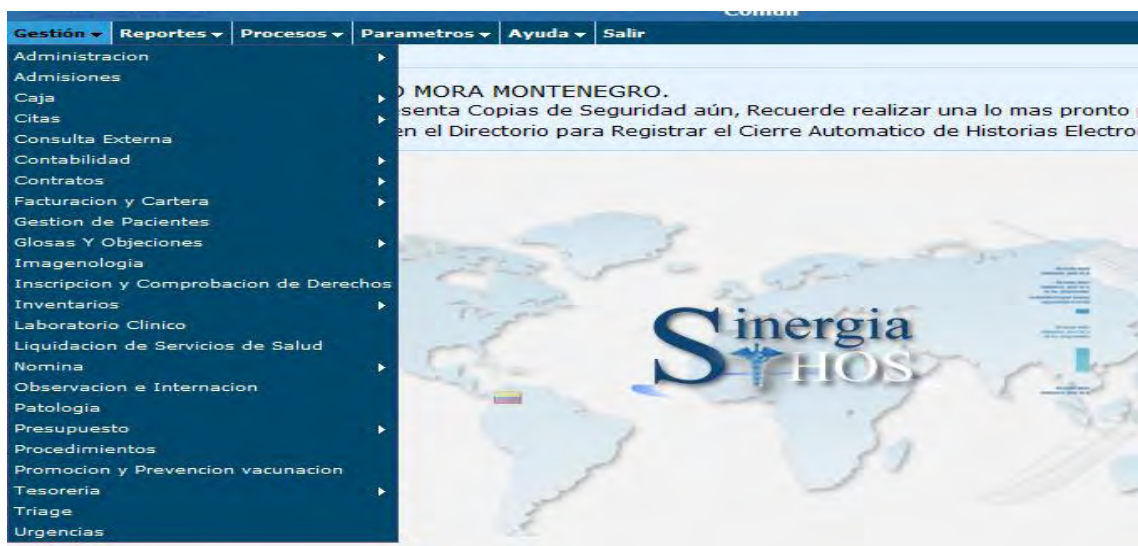 Comun
Gestión Reportes Procesos Parametros Ayuda Salir
Administracion
Admisiones
Caja
Citas
Consulta Externa
Contabilidad
Contratos
Facturacion y Cartera
Gestion de Pacientes
Glosas Y Objeciones
Imagenologia
Inscripcion y Comprobacion de Derechos
Inventarios
Laboratorio Clinico
Liquidacion de Servicios de Salud
Nomina
Observacion e Internacion
Patologia
Presupuesto
Procedimientos
Promocion y Prevencion vacunacion
Tesoreria
Triage
Urgencias
MORA MONTENEGRO.
senta Copias de Seguridad aún, Recuerde realizar una lo mas pronto
en el Directorio para Registrar el Cierre Automatico de Historias Electro
Sinergia
HOS